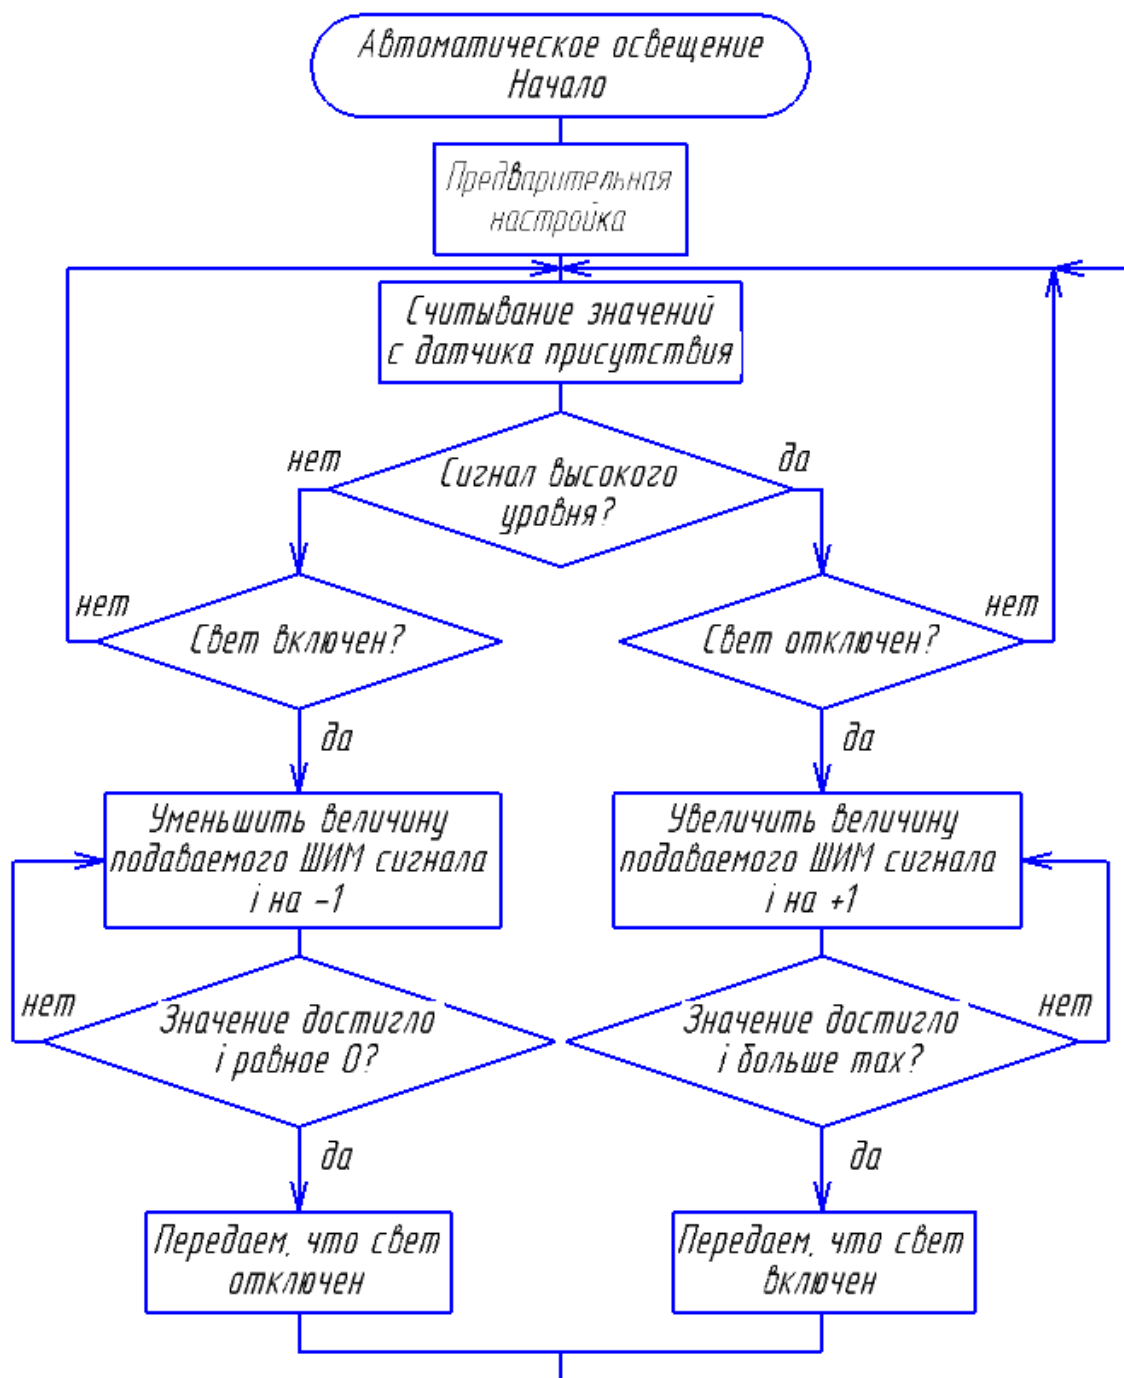 Автоматическое освещение
Начало
Предварительная
настройка
Считывание значений
с датчика присутствия
нет
да
Сигнал высокого
уровня?
нет
Свет включен?
Свет отключен?
нет
да
да
Уменьшить величину
подаваемого ШИМ сигнала
i на -1
Увеличить величину
подаваемого ШИМ сигнала
i на +1
нет
Значение достигло
i равное 0?
Значение достигло
i больше max?
нет
да
да
Передаем, что свет
отключен
Передаем, что свет
включен